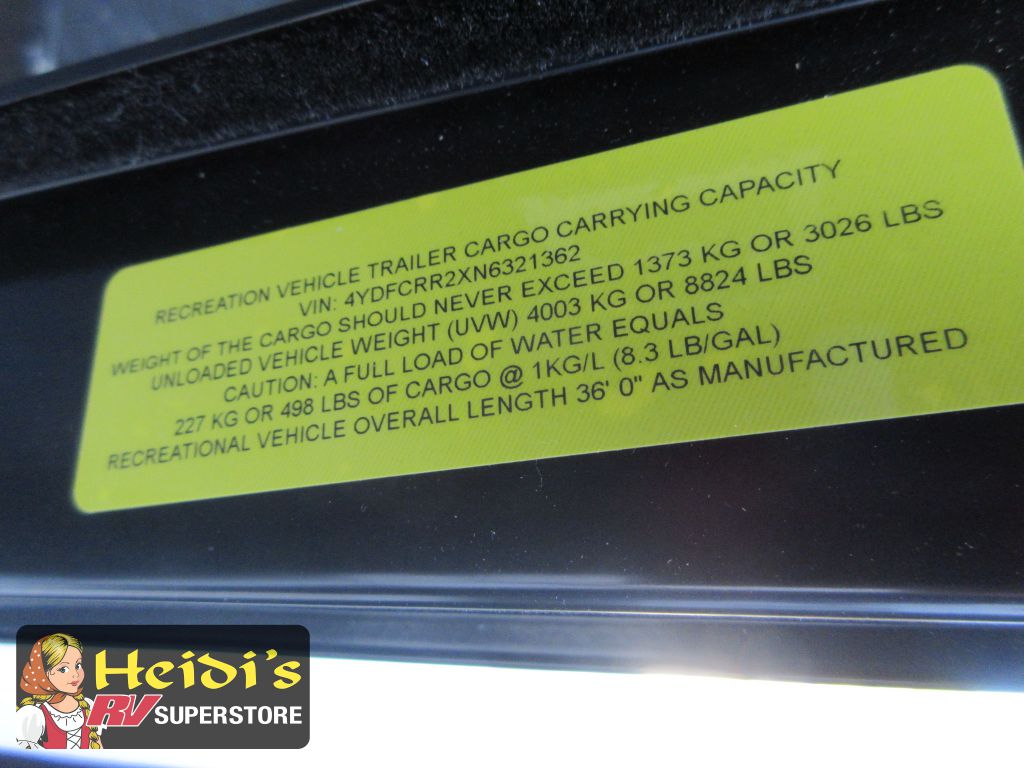 RECREATION VEHICLE TRAILER CARGO CARRYING CAPACITY
VIN: 4YDFCRR2XN6321362
WEIGHT OF THE CARGO SHOULD NEVER EXCEED 1373 KG OR 3026 LBS
UNLOADED VEHICLE WEIGHT (UVW) 4003 KG OR 8824 LBS
CAUTION: A FULL LOAD OF WATER EQUALS
227 KG OR 498 LBS OF CARGO @ 1KG/L (8.3 LB/GAL)
RECREATIONAL VEHICLE OVERALL LENGTH 36' 0" AS MANUFACTURED
Heidi's
RV SUPERSTORE